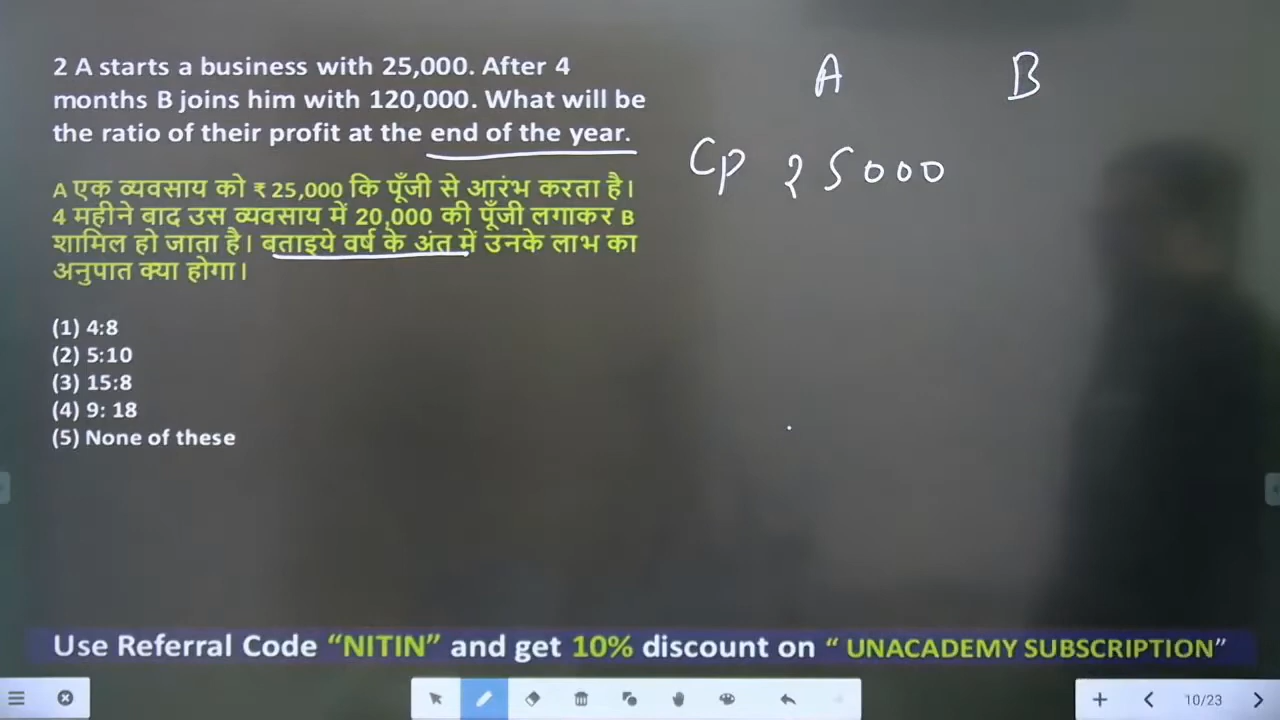 2 A starts a business with 25,000. After 4
months B joins him with 120,000. What will be
the ratio of their profit at the end of the year.
A एक व्यवसाय को ₹ 25,000 कि पूँजी से आरंभ करता है।
4 महीने बाद उस व्यवसाय में 20,000 की पूँजी लगाकर B
शामिल हो जाता है। बताइये वर्ष के अंत में उनके लाभ का
अनुपात क्या होगा।
(1) 4:8
(2) 5:10
(3) 15:8
(4) 9: 18
(5) None of these
A B
CP 25000
Use Referral Code “NITIN” and get 10% discount on “ UNACADEMY SUBSCRIPTION”
10/23